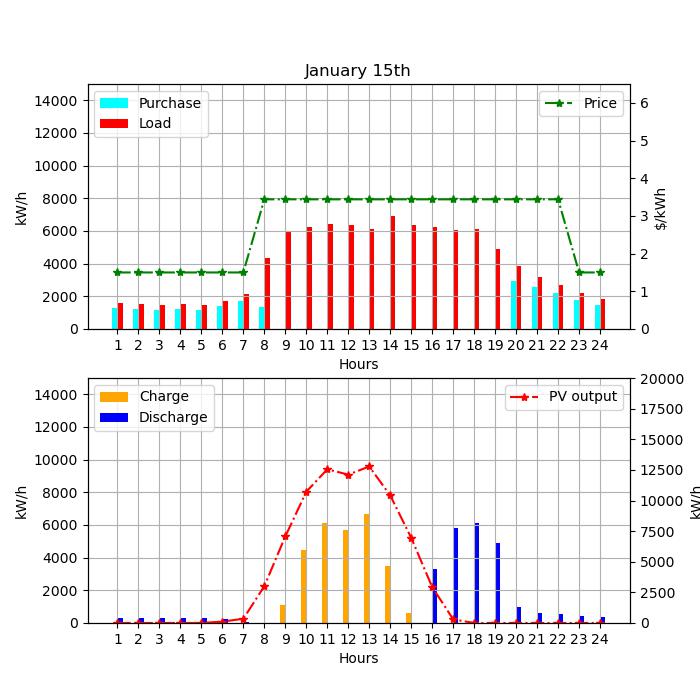 January 15th
14000
12000
10000
8000
6000
4000
2000
0
kW/h
Purchase
Load
Price
6
5
4
3
2
1
0
$/kWh
1 2 3 4 5 6 7 8 9 10 11 12 13 14 15 16 17 18 19 20 21 22 23 24
Hours
14000
12000
10000
8000
6000
4000
2000
0
kW/h
Charge
Discharge
PV output
20000
17500
15000
12500
10000
7500
5000
2500
0
kW/h
1 2 3 4 5 6 7 8 9 10 11 12 13 14 15 16 17 18 19 20 21 22 23 24
Hours